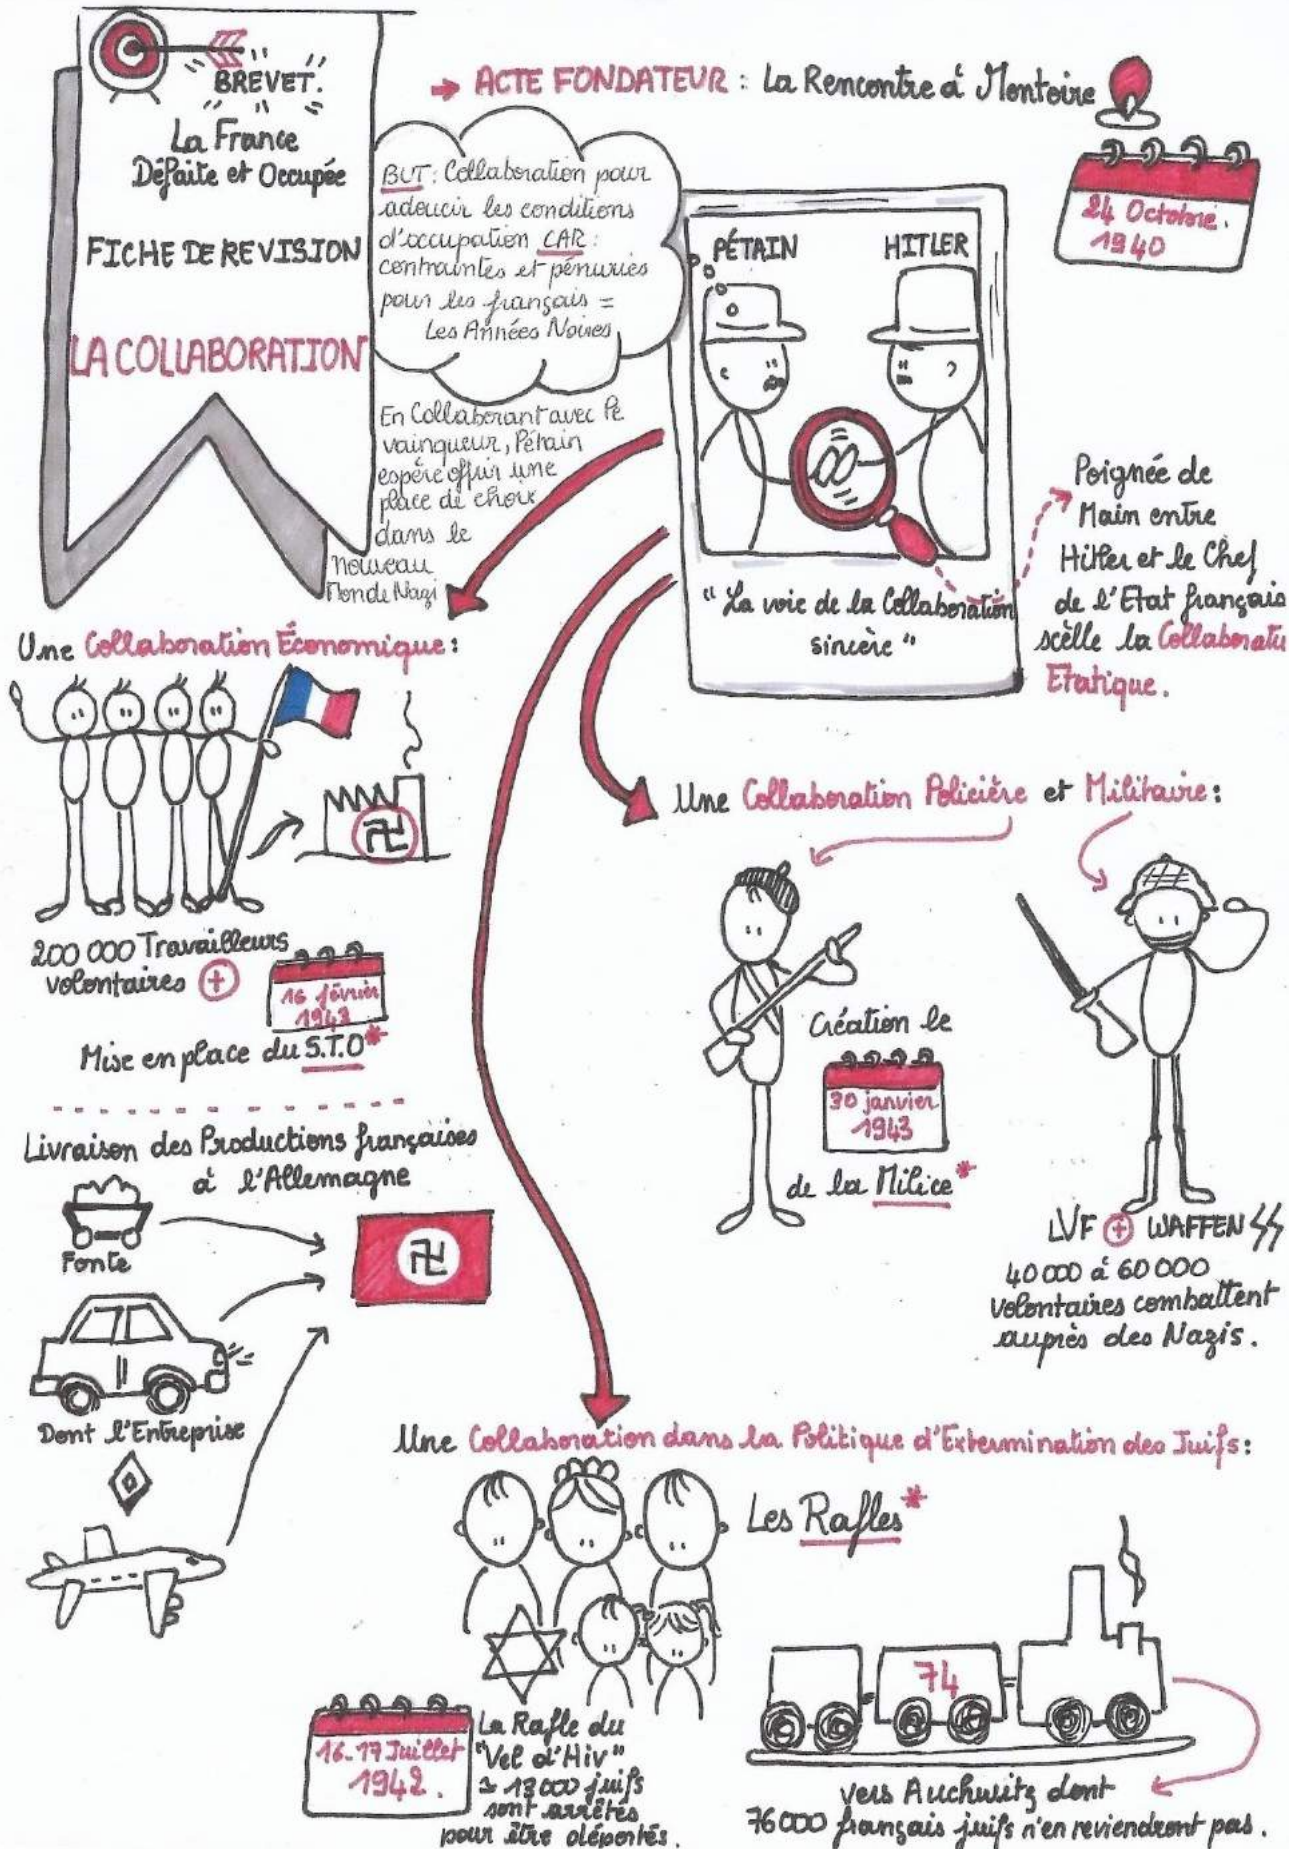 BREVET.
La France
Défaite et Occupée
FICHE DE REVISION
LA COLLABORATION
→ ACTE FONDATEUR : La Rencontre à Montoire
24 Octobre.
1940
BUT : Collaboration pour
adoucir les conditions
d'occupation CAR :
contraintes et pénuries
pour les français =
Les Années Noires
PÉTAIN
HITLER
En Collaborant avec le
vainqueur, Pétain
espère offrir une
place de choix
dans le
nouveau
Monde Nazi
"La voie de la Collaboration
sincère"
Poignée de
Main entre
Hitler et le Chef
de l'Etat français
scèlle la Collaborati
Etatique.
Une Collaboration Économique :
200 000 Travailleurs
volontaires +
16 février
1943
Mise en place du S.T.O*
Livraison des Productions françaises
à l'Allemagne
Fonte
Dont l'Entreprise
Une Collaboration Policière et Militaire :
Création le
30 janvier
1943
de la Milice*
LVF + WAFFEN SS
40 000 à 60 000
volontaires combattent
auprès des Nazis.
Une Collaboration dans la Politique d'Extermination des Juifs :
Les Rafles*
16-17 Juillet
1942.
La Rafle du
"Vel d'Hiv"
≃ 13 000 juifs
sont arrêtés
pour être déportés.
74
vers Auchwitz dont
76 000 français juifs n'en reviendront pas.